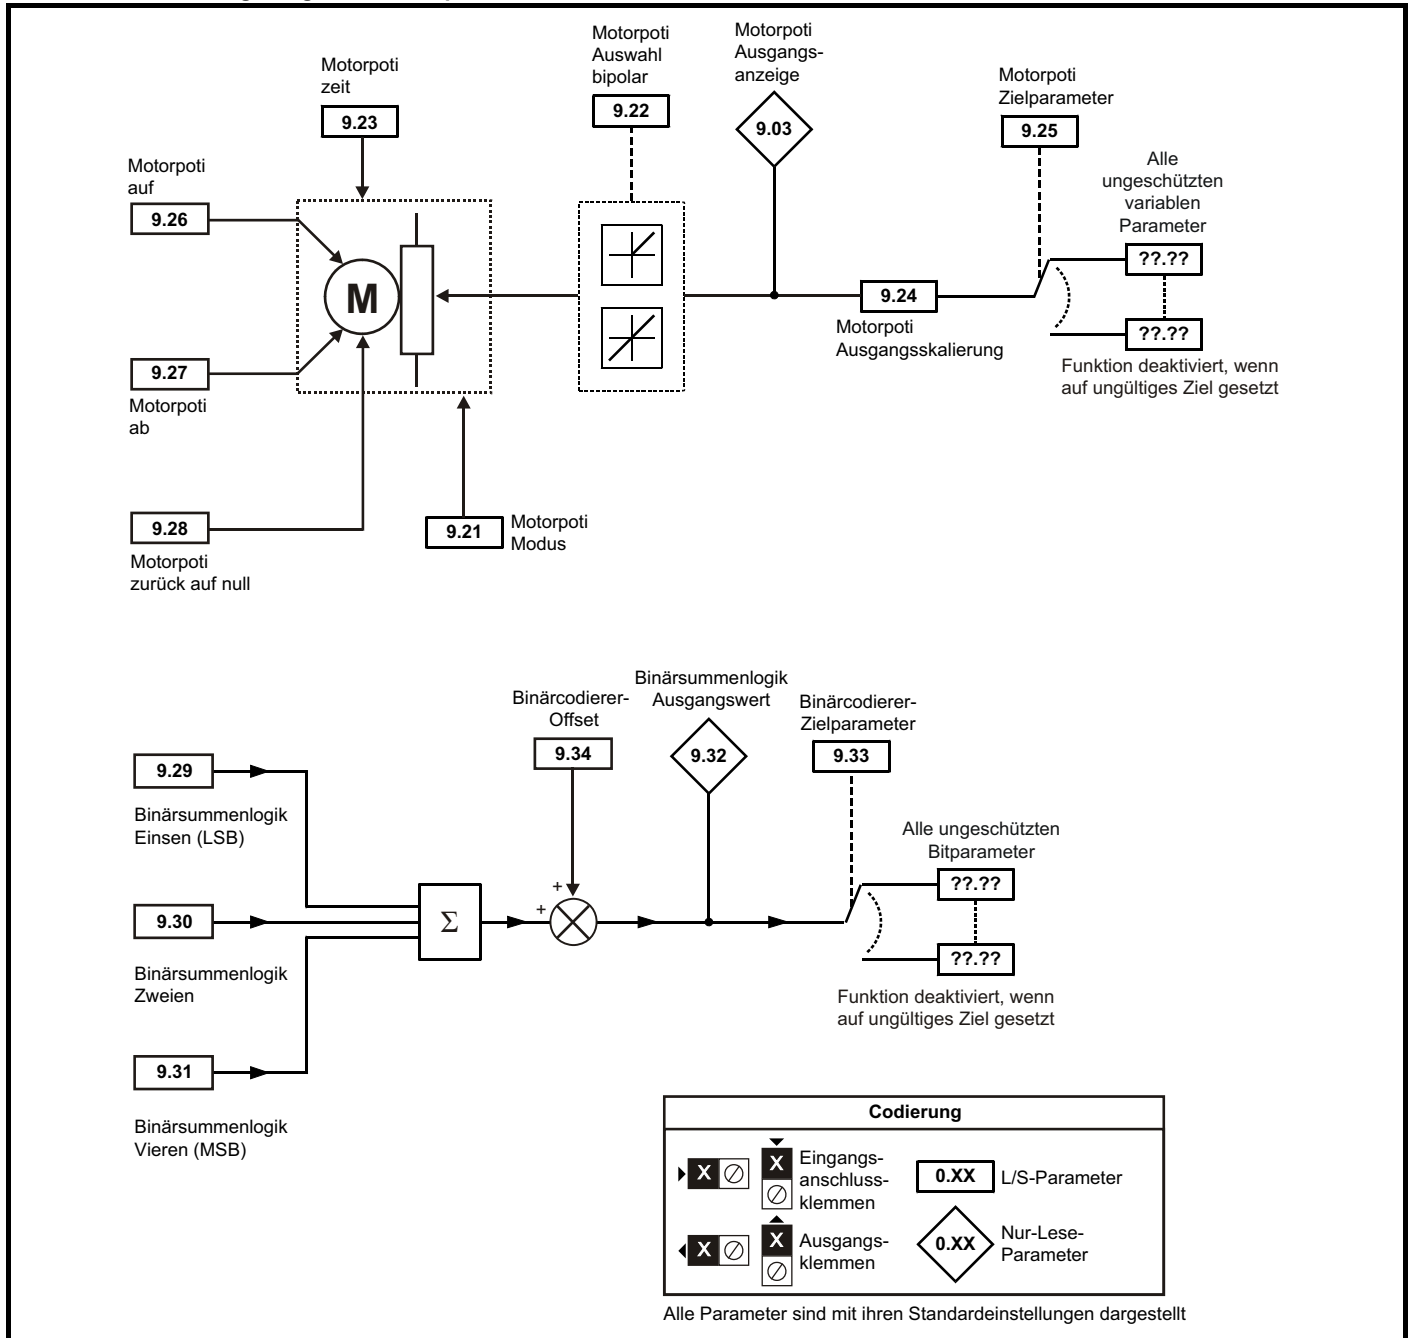 Motorpoti
zeit
9.23
Motorpoti
Auswahl
bipolar
9.22
Motorpoti
Ausgangs-
anzeige
9.03
Motorpoti
Zielparameter
9.25
Alle
ungeschützten
variablen
Parameter
??.??
??.??
Funktion deaktiviert, wenn
auf ungültiges Ziel gesetzt
Motorpoti
auf
9.26
M
9.24
Motorpoti
Ausgangsskalierung
9.27
Motorpoti
ab
9.28
Motorpoti
zurück auf null
9.21
Motorpoti
Modus
Binärcodierer-
Offset
9.34
Binärsummenlogik
Ausgangswert
9.32
Binärcodierer-
Zielparameter
9.33
9.29
Binärsummenlogik
Einsen (LSB)
Alle ungeschützten
Bitparameter
??.??
??.??
Funktion deaktiviert, wenn
auf ungültiges Ziel gesetzt
9.30
Binärsummenlogik
Zweien
Σ
+
+
9.31
Binärsummenlogik
Vieren (MSB)
Codierung
X
X
Eingangs-
anschluss-
klemmen
0.XX
L/S-Parameter
X
X
Ausgangs-
klemmen
0.XX
Nur-Lese-
Parameter
Alle Parameter sind mit ihren Standardeinstellungen dargestellt